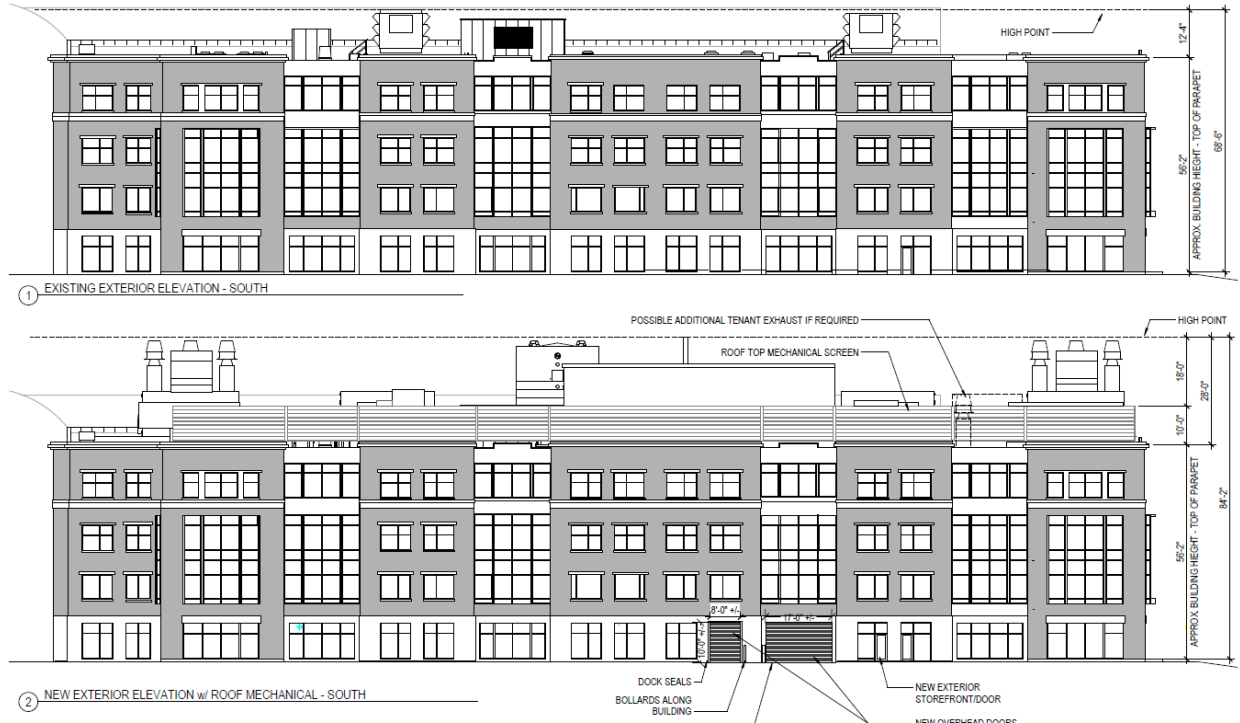 HIGH POINT
12'-4"
APPROX. BUILDING HIEGHT - TOP OF PARAPET
56'-2"
68'-6"
1 EXISTING EXTERIOR ELEVATION - SOUTH
POSSIBLE ADDITIONAL TENANT EXHAUST IF REQUIRED
HIGH POINT
ROOF TOP MECHANICAL SCREEN
18'-0"
28'-0"
10'-0"
APPROX. BUILDING HIEGHT - TOP OF PARAPET
56'-2"
84'-2"
8'-0" +/-
17'-0" +/-
10'-0" +/-
2 NEW EXTERIOR ELEVATION w/ ROOF MECHANICAL - SOUTH
DOCK SEALS
BOLLARDS ALONG
BUILDING
NEW EXTERIOR
STOREFRONT/DOOR
NEW OVERHEAD DOORS